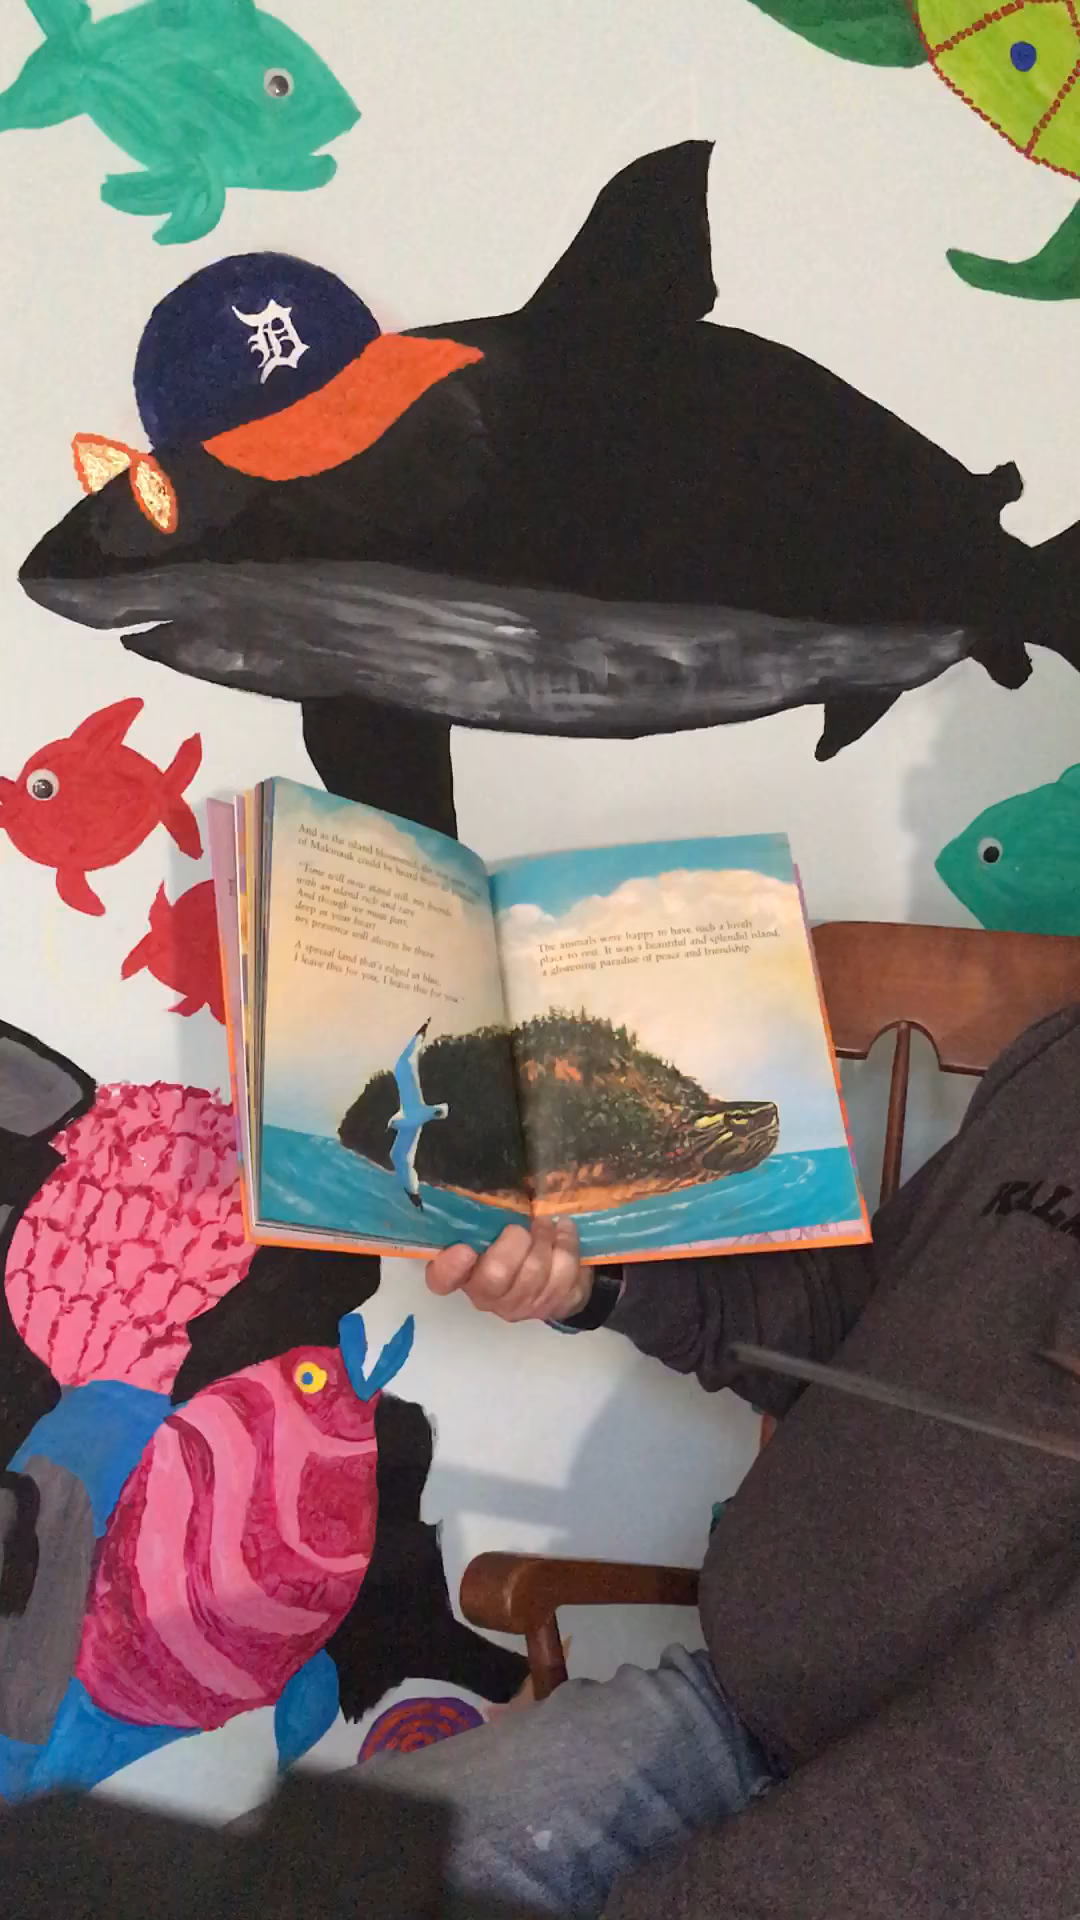 D
And as the island blossomed, the
of Makinauk could be heard from
"Time will now stand still, my friends,
with an island rich and rare.
And though we must part,
deep in your heart
my presence will always be there.
A spread land that's edged in blue,
I leave this for you, I leave this for you."
The animals were happy to have such a lovely
place to rest. It was a beautiful and splendid island,
a glistening paradise of peace and friendship.